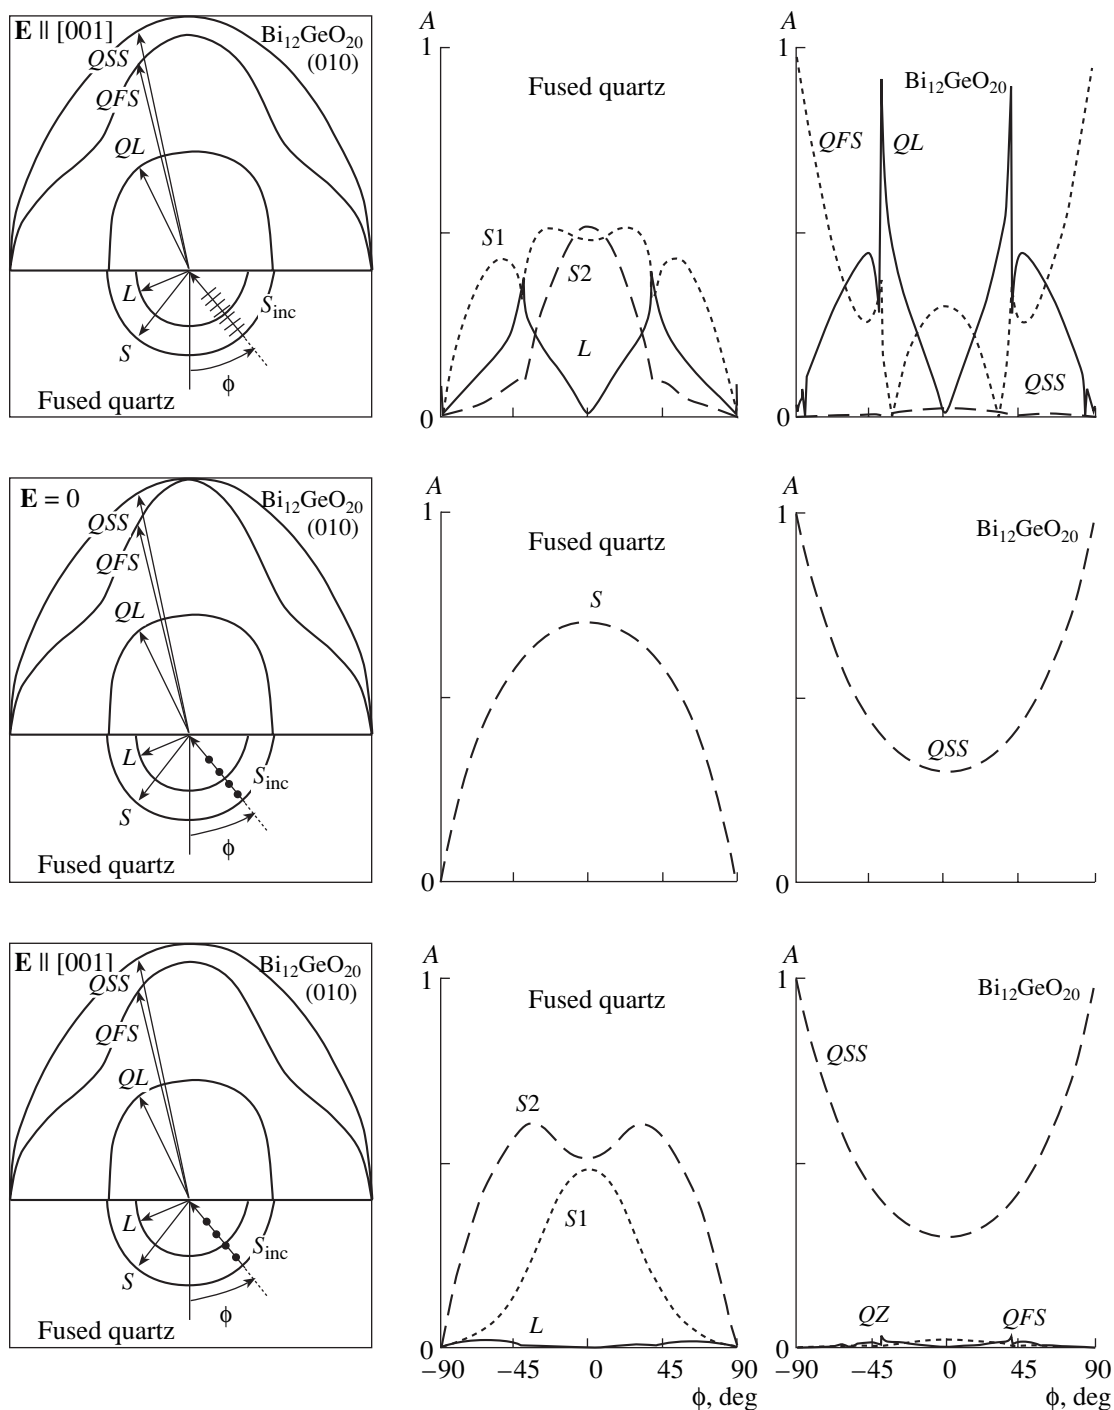 E || [001]
Bi12GeO20
(010)
QSS
QFS
QL
L
S
Sinc
ϕ
Fused quartz
A
1
Fused quartz
S1
S2
L
0
A
1
Bi12GeO20
QFS
QL
QSS
0
E = 0
Bi12GeO20
(010)
QSS
QFS
QL
L
S
Sinc
ϕ
Fused quartz
A
1
Fused quartz
S
0
A
1
Bi12GeO20
QSS
0
E || [001]
Bi12GeO20
(010)
QSS
QFS
QL
L
S
Sinc
ϕ
Fused quartz
A
1
Fused quartz
S2
S1
L
0
−90 −45 0 45 90
ϕ, deg
A
1
Bi12GeO20
QSS
QZ
QFS
0
−90 −45 0 45 90
ϕ, deg